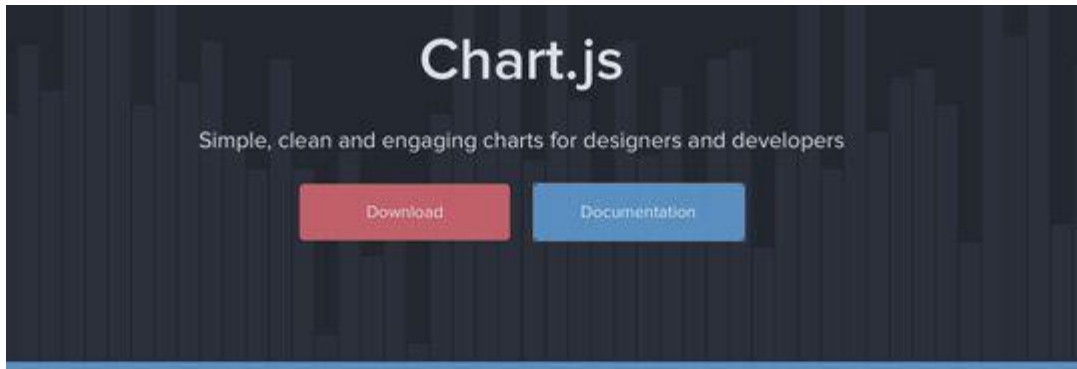 Chart.js
Simple, clean and engaging charts for designers and developers
Download
Documentation